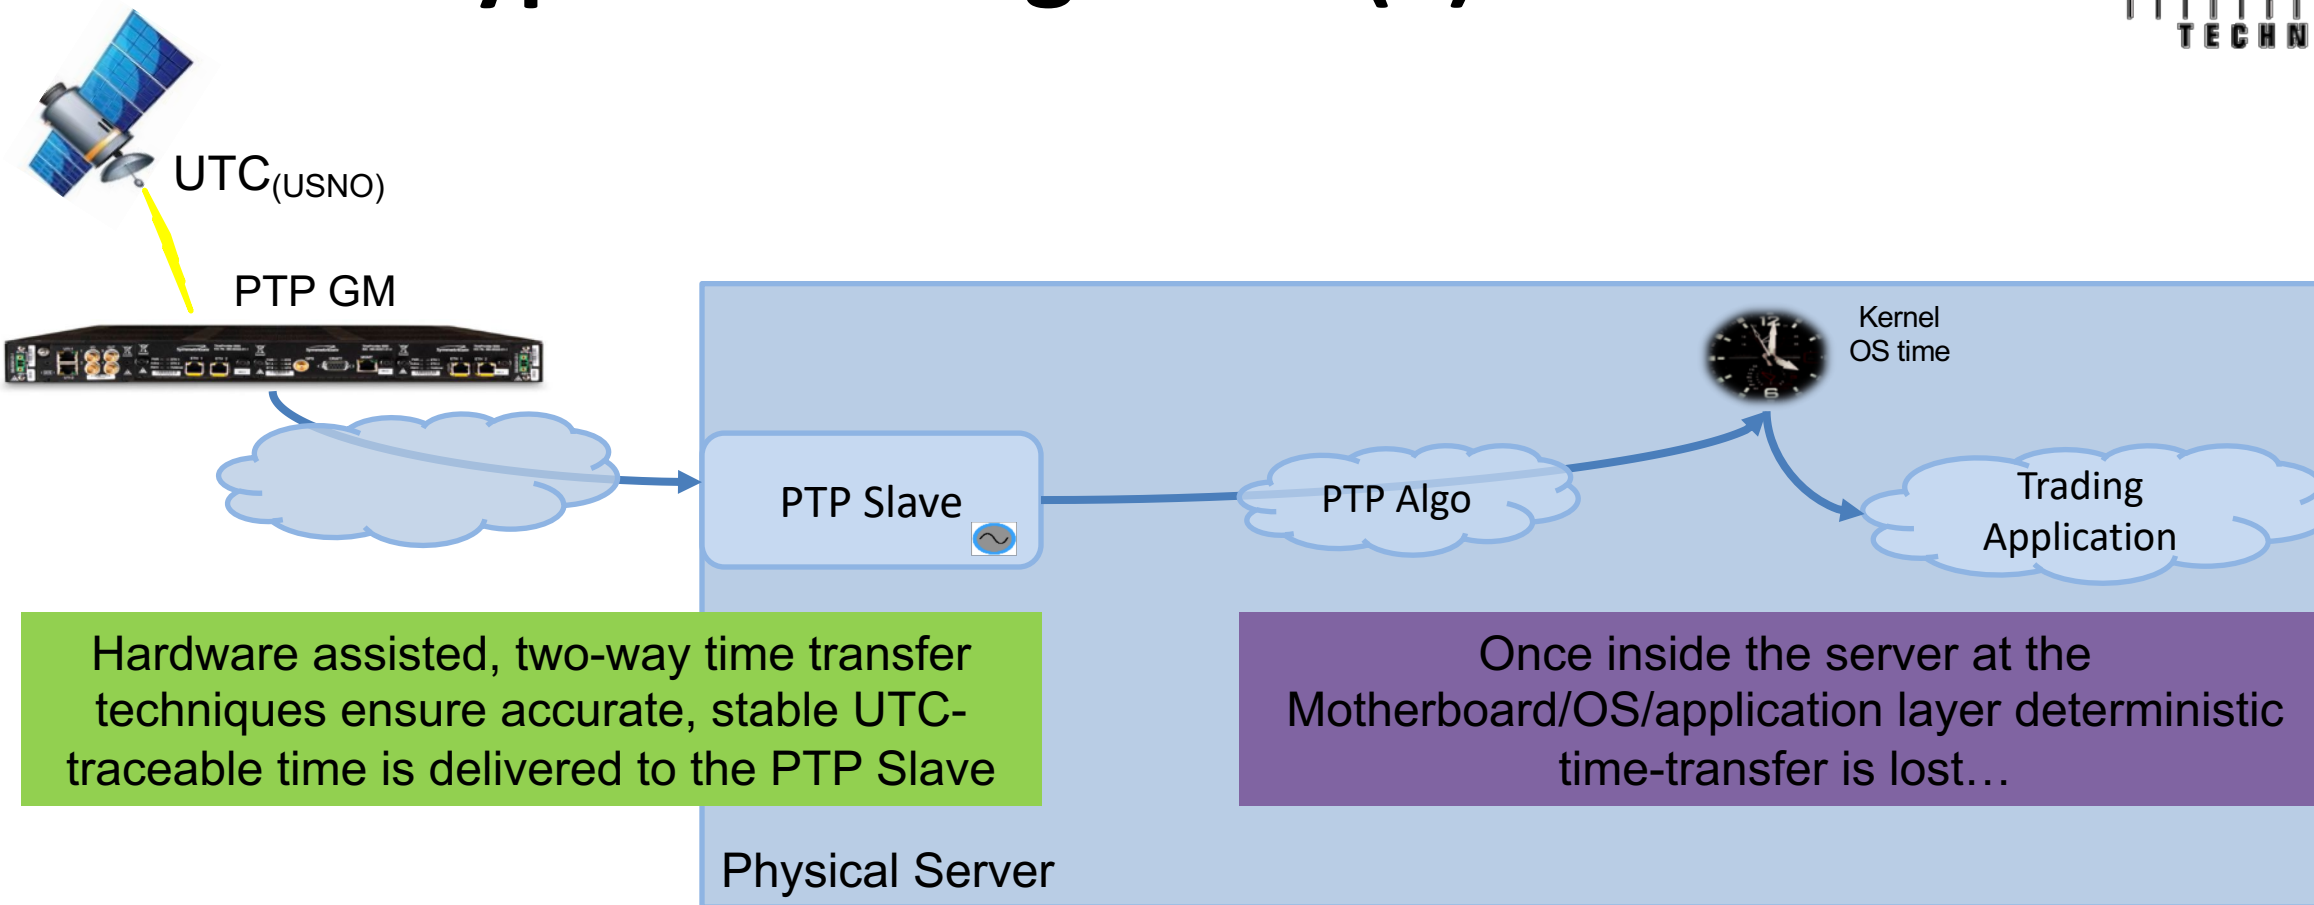 TECHN
UTC(USNO)
PTP GM
Kernel
OS time
12
6
PTP Slave
PTP Algo
Trading
Application
Hardware assisted, two-way time transfer
techniques ensure accurate, stable UTC-
traceable time is delivered to the PTP Slave
Once inside the server at the
Motherboard/OS/application layer deterministic
time-transfer is lost…
Physical Server